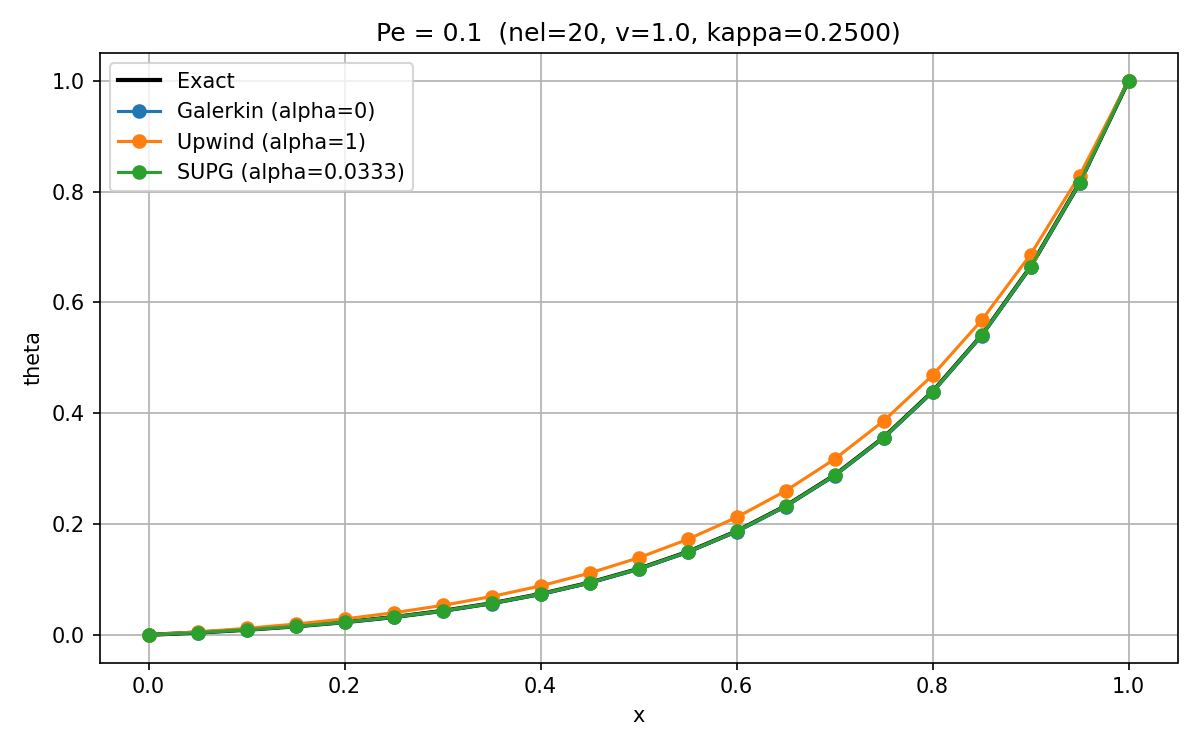 Pe = 0.1  (nel=20, v=1.0, kappa=0.2500)
Exact
Galerkin (alpha=0)
Upwind (alpha=1)
SUPG (alpha=0.0333)
1.0
0.8
0.6
0.4
0.2
0.0
theta
0.0 0.2 0.4 0.6 0.8 1.0
x